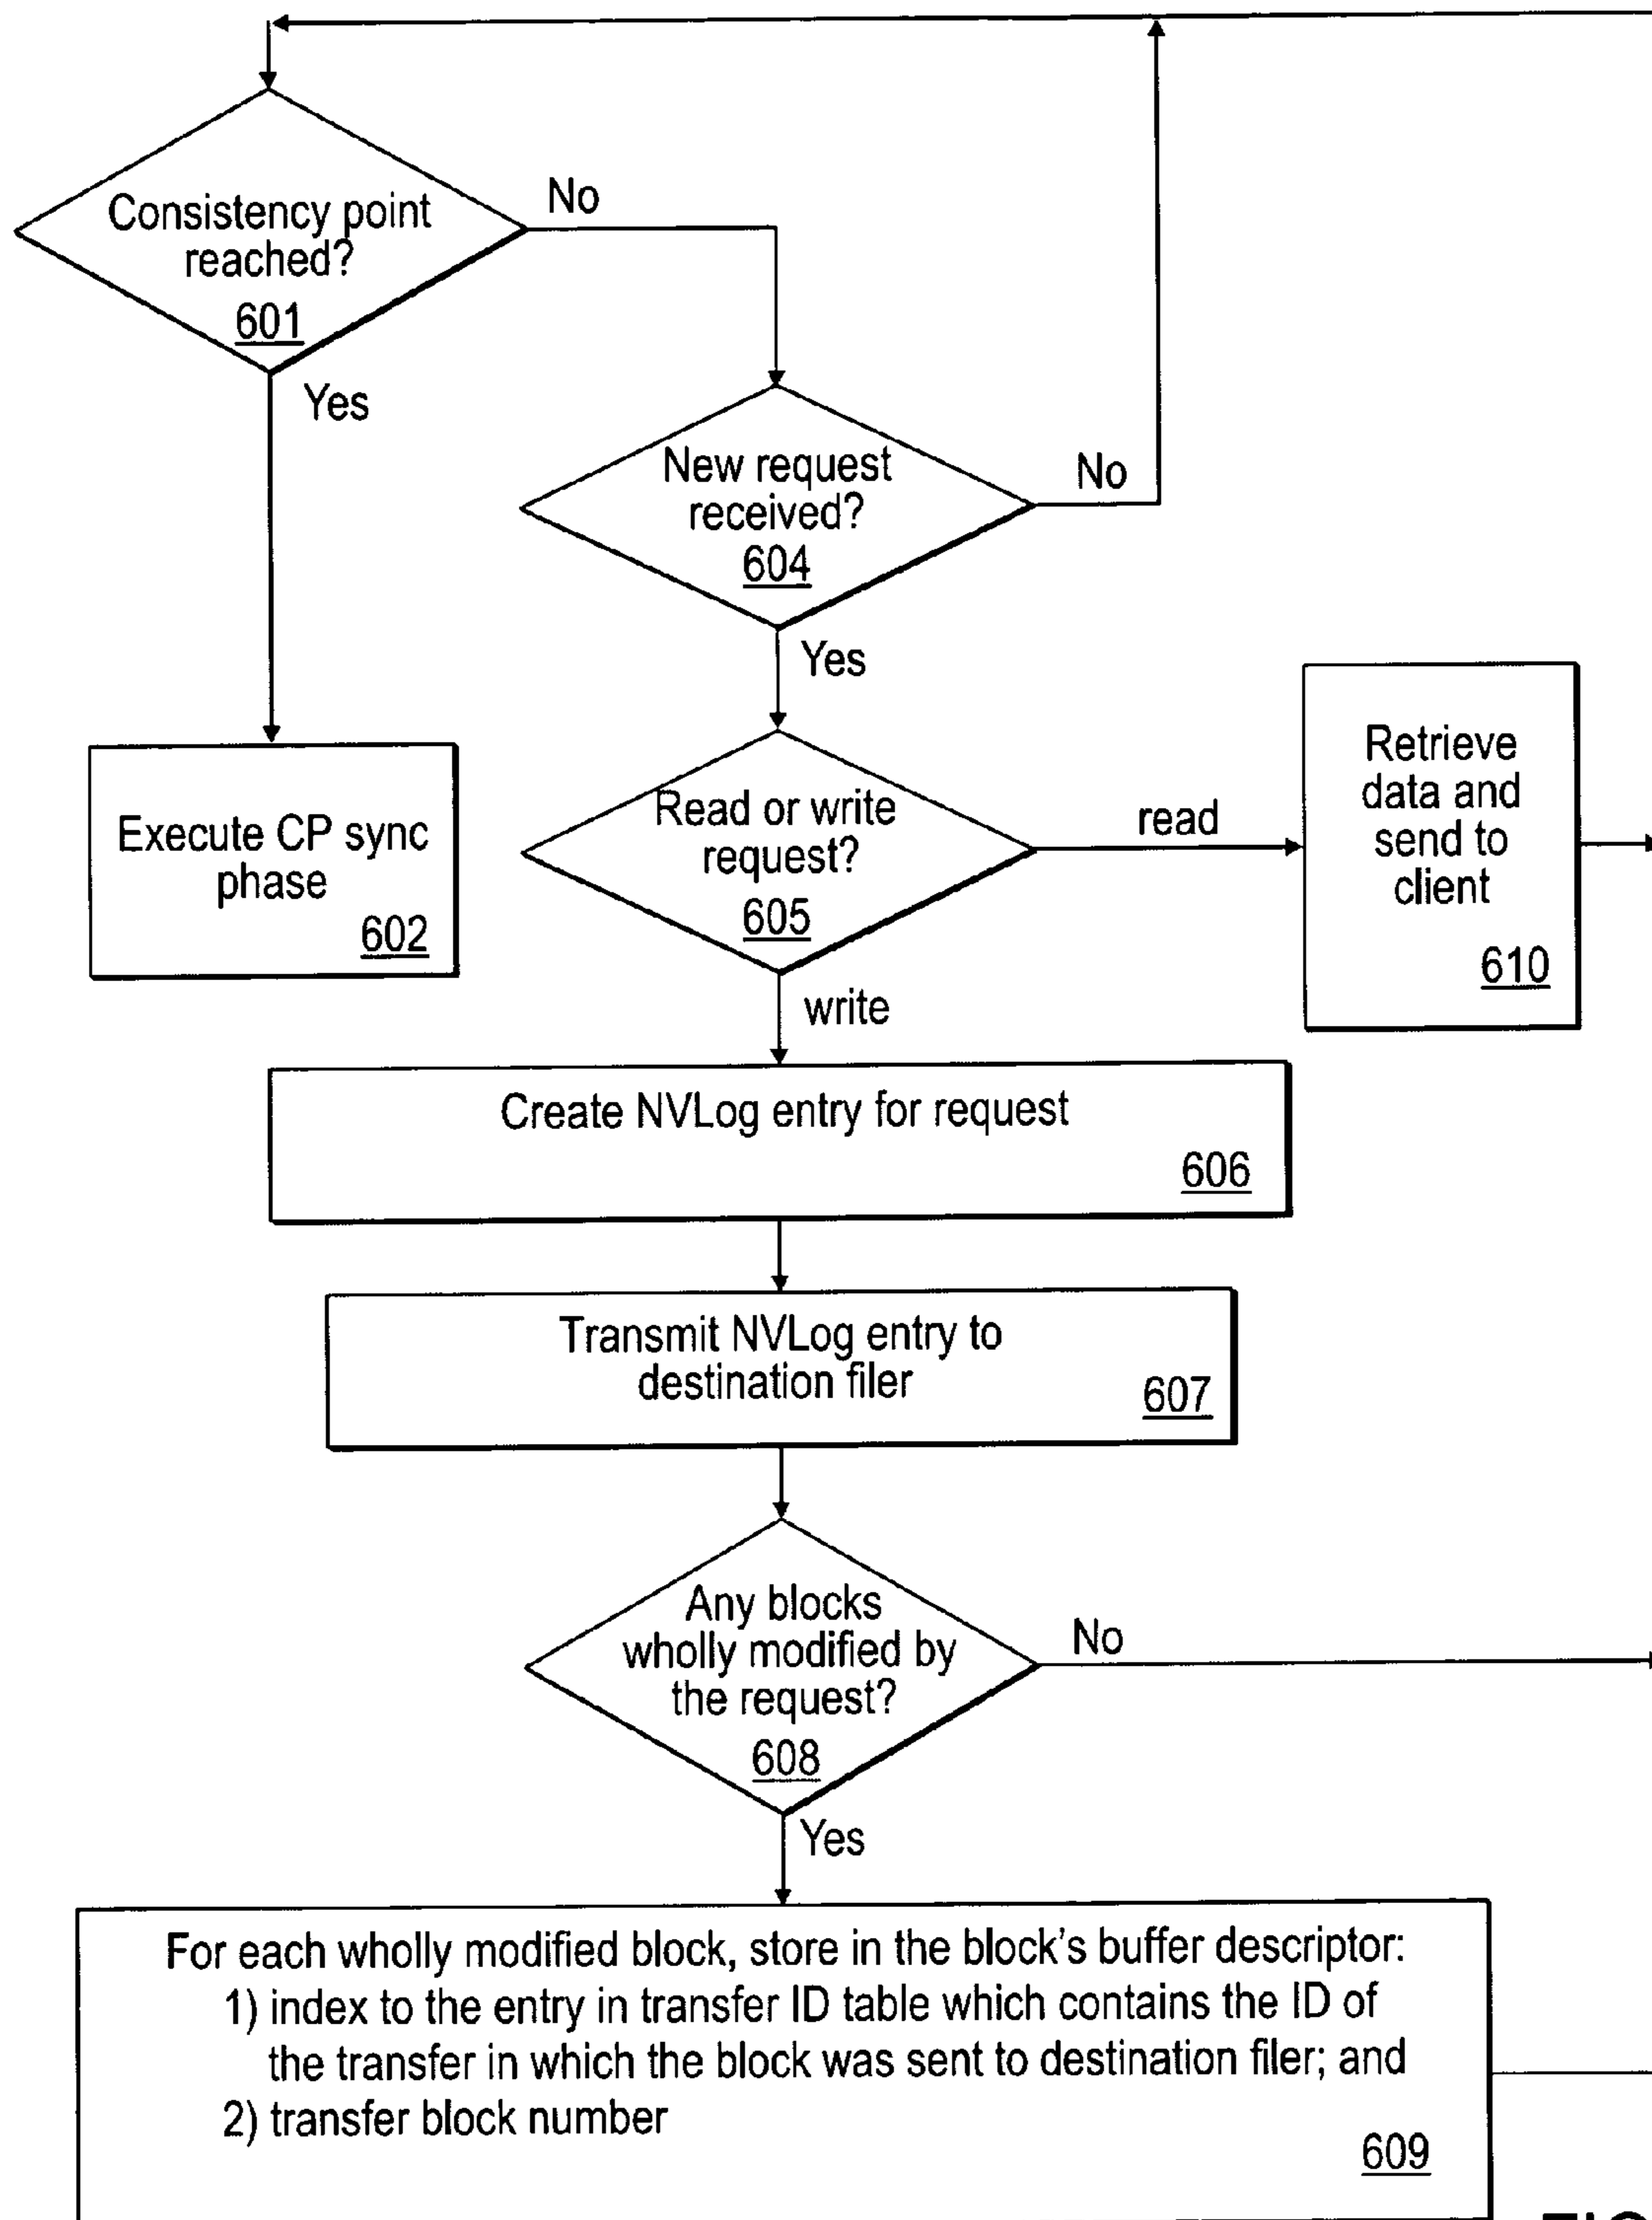 Consistency point
reached?
601
No
Yes
New request
received?
604
No
Yes
Execute CP sync
phase
602
Read or write
request?
605
read
write
Retrieve
data and
send to
client
610
Create NVLog entry for request
606
Transmit NVLog entry to
destination filer
607
Any blocks
wholly modified by
the request?
608
No
Yes
For each wholly modified block, store in the block's buffer descriptor:
1) index to the entry in transfer ID table which contains the ID of
the transfer in which the block was sent to destination filer; and
2) transfer block number
609